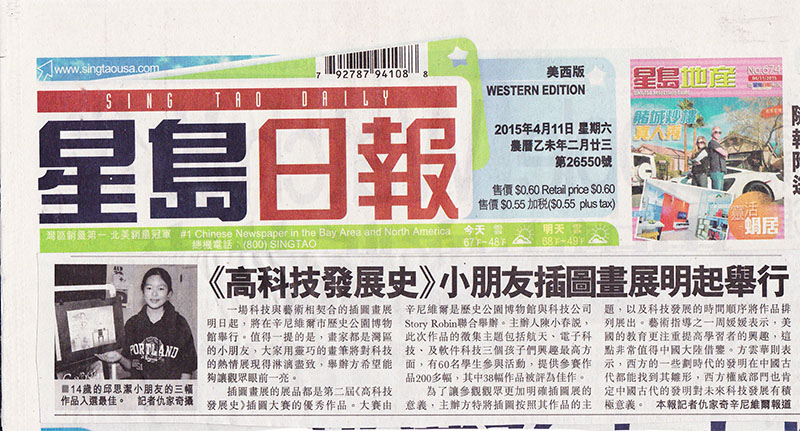 www.singtaousa.com
7 92787 94108 8
SING TAO DAILY
星島日報
灣區銷量第一 北美銷量冠軍 #1 Chinese Newspaper in the Bay Area and North America
總機電話：(800) SINGTAO
美西版
WESTERN EDITION
2015年4月11日 星期六
農曆乙未年二月廿三
第26550號
售價 $0.60 Retail price $0.60
售價 $0.55 加税($0.55 plus tax)
今天 雲
67°F~48°F
明天 雲
68°F~49°F
星島地產
No.674
賭城炒樓
真人秀
靈活
蝸居
《高科技發展史》小朋友插圖畫展明起舉行
PORTLAND
■14歲的邱思潔小朋友的三幅
作品入選最佳。 記者仇家奇攝
一場科技與藝術相契合的插圖畫展
明日起，將在辛尼維爾市歷史公園博物
館舉行。值得一提的是，畫家都是灣區
的小朋友，大家用靈巧的畫筆將對科技
的熱情展現得淋漓盡致，舉辦方希望能
夠讓觀眾眼前一亮。
插圖畫展的展品都是第二屆《高科技
發展史》插圖大賽的優秀作品。大賽由
辛尼維爾是歷史公園博物館與科技公司
Story Robin聯合舉辦。主辦人陳小春說，
此次作品的徵集主題包括航天、電子科
技、及軟件科技三個孩子們興趣最高方
面，有60名學生參與活動，提供參賽作
品200多幅，其中38幅作品被評為佳作。
為了讓參觀觀眾更加明確插圖展的
意義，主辦方特將插圖按照其作品的主
題，以及科技發展的時間順序將作品排
列展出。藝術指導之一周媛媛表示，美
國的教育更注重提高學習者的興趣，這
點非常值得中國大陸借鑒。方雲華則表
示，西方的一些劃時代的發明在中國古
代都能找到其雛形，西方權威部門也肯
定中國古代的發明對未來科技發展有積
極意義。 本報記者仇家奇辛尼維爾報道